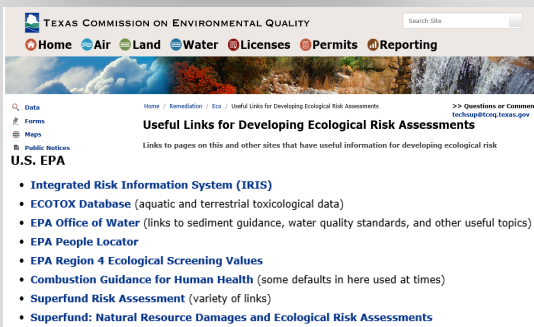 TEXAS COMMISSION ON ENVIRONMENTAL QUALITY
Search Site
Home Air Land Water Licenses Permits Reporting
Data
Forms
Maps
Public Notices
Home / Remediation / Eco / Useful Links for Developing Ecological Risk Assessments
>> Questions or Commen
techsup@tceq.texas.gov
Useful Links for Developing Ecological Risk Assessments
Links to pages on this and other sites that have useful information for developing ecological risk
U.S. EPA
• Integrated Risk Information System (IRIS)
• ECOTOX Database (aquatic and terrestrial toxicological data)
• EPA Office of Water (links to sediment guidance, water quality standards, and other useful topics)
• EPA People Locator
• EPA Region 4 Ecological Screening Values
• Combustion Guidance for Human Health (some defaults in here used at times)
• Superfund Risk Assessment (variety of links)
• Superfund: Natural Resource Damages and Ecological Risk Assessments